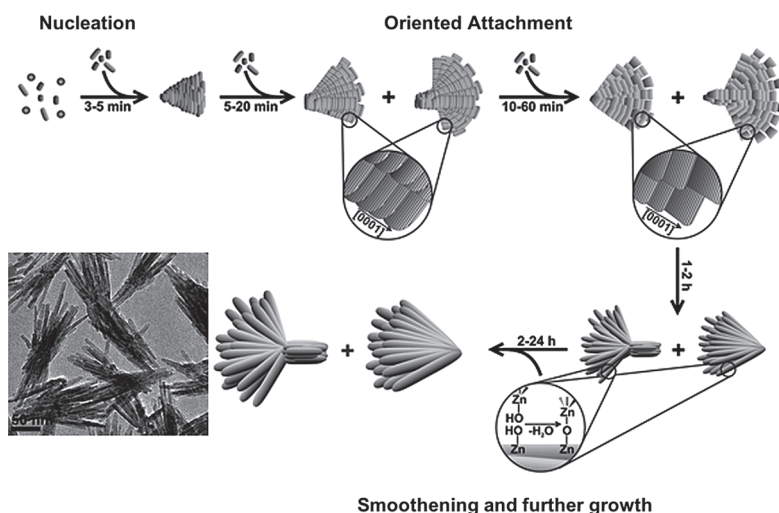 Nucleation
Oriented Attachment
3-5 min
5-20 min
+
10-60 min
+
[0001]
[0001]
1-2 h
50 nm
+
2-24 h
+
Zn
HO
HO
Zn
-H₂O
Zn
O
Zn
Smoothening and further growth